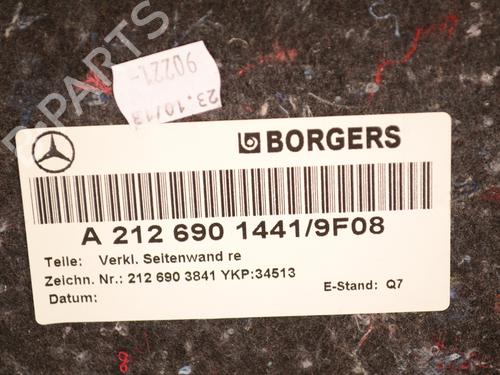 PARTS
90221-
23.10/13
BORGERS
A 212 690 1441/9F08
Teile: Verkl. Seitenwand re
Zeichn. Nr.: 212 690 3841 YKP:34513
Datum:
E-Stand: Q7